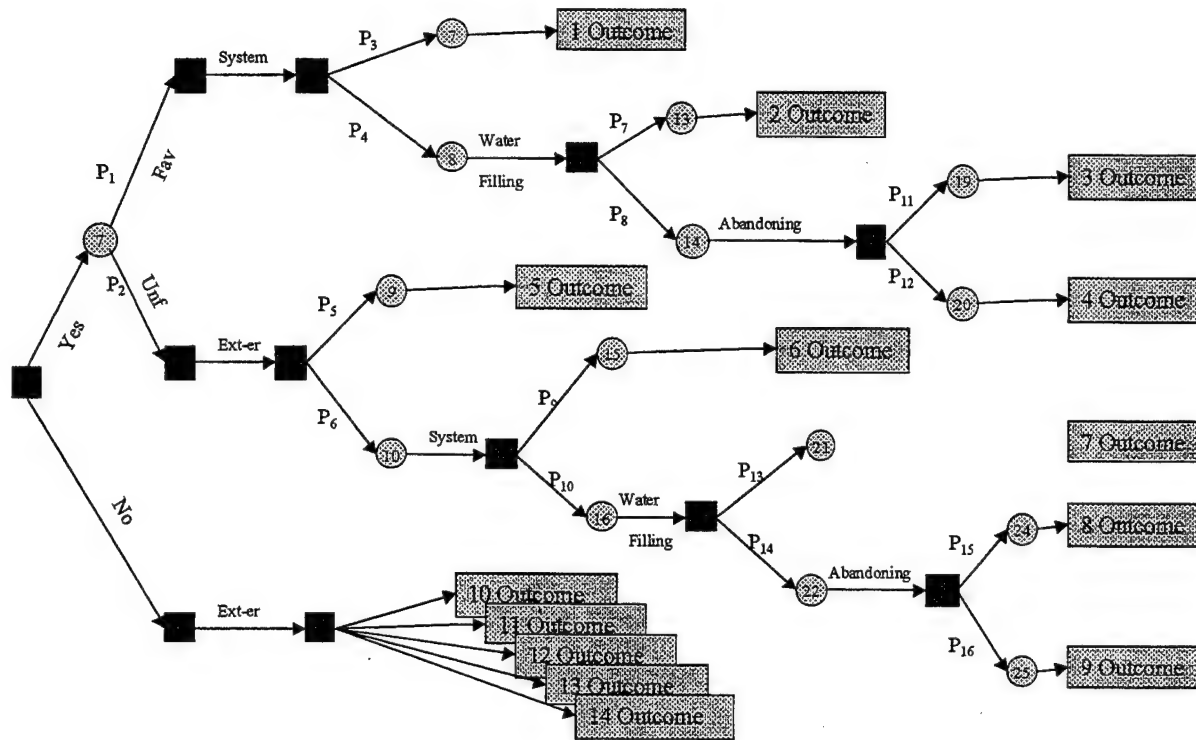 System
P3
7
1 Outcome
P4
8
Water
Filling
P7
13
2 Outcome
P1
Fav
P8
14
Abandoning
P11
19
3 Outcome
P12
20
4 Outcome
7
P2
Unf
Yes
Ext-er
P5
9
5 Outcome
P6
10
System
P9
15
6 Outcome
P10
16
Water
Filling
P13
21
7 Outcome
P14
22
Abandoning
P15
24
8 Outcome
P16
25
9 Outcome
No
Ext-er
10 Outcome
11 Outcome
12 Outcome
13 Outcome
14 Outcome